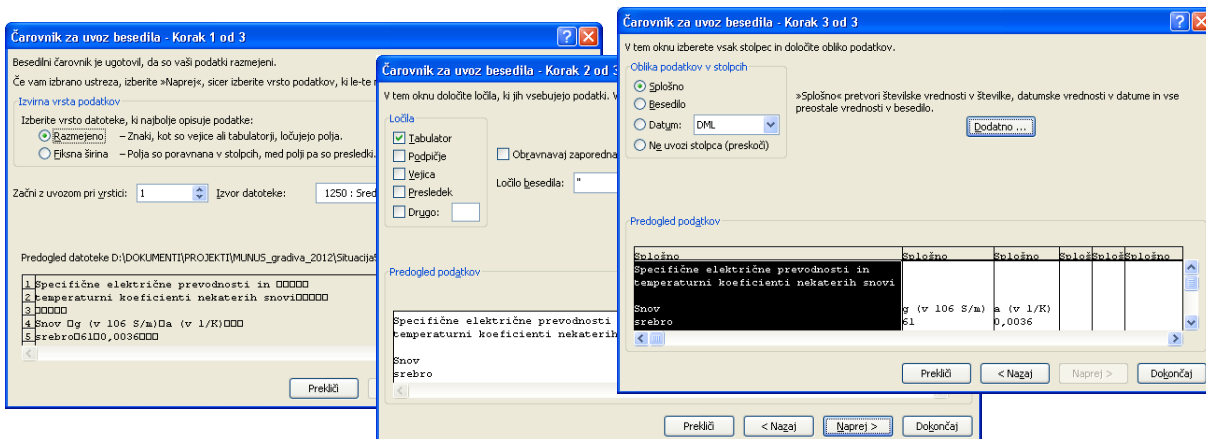 Čarovnik za uvoz besedila - Korak 1 od 3
Besedilni čarovnik je ugotovil, da so vaši podatki razmejeni.
Če vam izbrano ustreza, izberite »Naprej«, sicer izberite vrsto podatkov, ki le-te
Izvirna vrsta podatkov
Izberite vrsto datoteke, ki najbolje opisuje podatke:
Razmejeno – Znaki, kot so vejice ali tabulatorji, ločujejo polja.
Fiksna širina – Polja so poravnana v stolpcih, med polji pa so presledki.
Začni z uvozom pri vrstici: 1 Izvor datoteke: 1250 : Sred
Predogled datoteke D:\DOKUMENTI\PROJEKTI\MUNUS_gradiva_2012\Situacija
1 Specifične električne prevodnosti in □□□□□
2 temperaturni koeficienti nekaterih snovi□□□□□
3 □□□□□
4 Snov □g (v 106 S/m)□a (v 1/K)□□□
5 srebro□61□0,0036□□□
Prekliči
Čarovnik za uvoz besedila - Korak 2 od 3
V tem oknu določite ločila, ki jih vsebujejo podatki. V
Ločila
Tabulator
Podpičje
Vejica
Presledek
Drugo:
Obravnavaj zaporedna
Ločilo besedila: "
Predogled podatkov
Specifične električne prevodnosti
temperaturni koeficienti nekaterih
Snov
srebro
Prekliči < Nazaj Naprej > Dokončaj
Čarovnik za uvoz besedila - Korak 3 od 3
V tem oknu izberete vsak stolpec in določite obliko podatkov.
Oblika podatkov v stolpcih
Splošno
Besedilo
Datum: DML
Ne uvozi stolpca (preskoči)
»Splošno« pretvori številske vrednosti v številke, datumske vrednosti v datume in vse
preostale vrednosti v besedilo.
Dodatno ...
Predogled podatkov
Splošno Splošno Splošno Sploš Sploš Splošno
Specifične električne prevodnosti in
temperaturni koeficienti nekaterih snovi
Snov g (v 106 S/m) a (v 1/K)
srebro 61 0,0036
Prekliči < Nazaj Naprej > Dokončaj